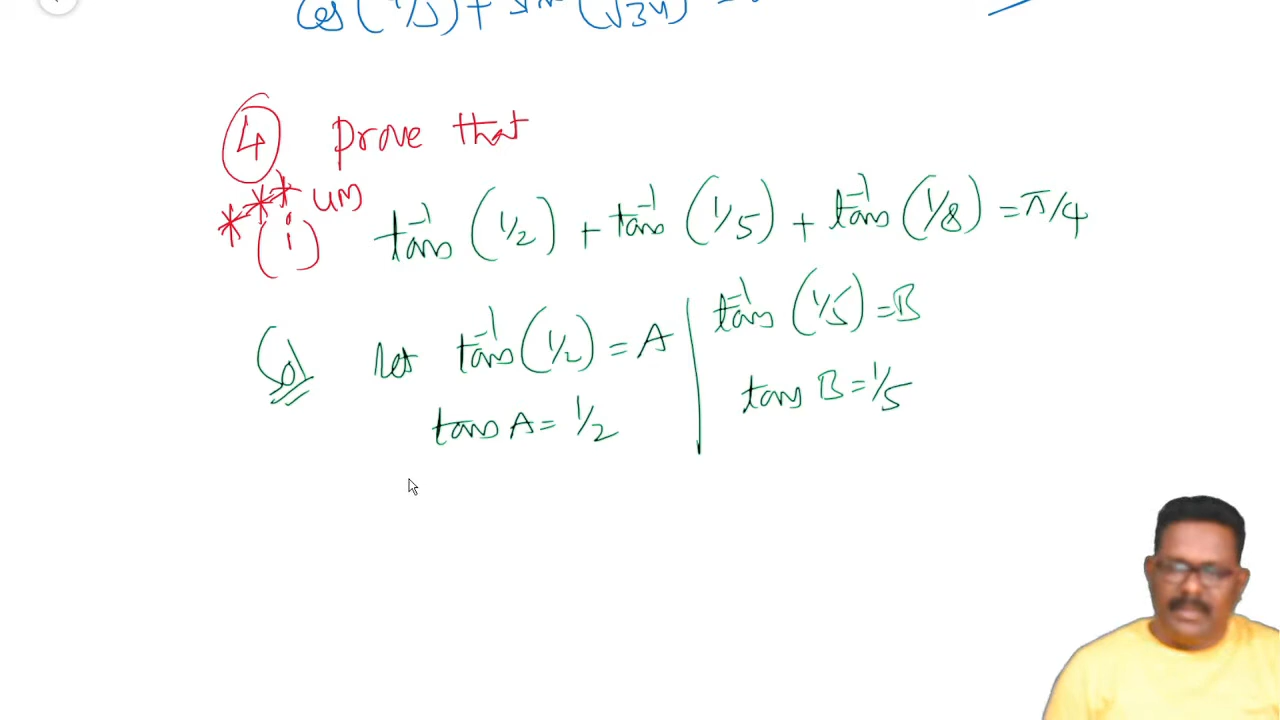 ④ Prove that
*** um
(i) tan⁻¹(1/2) + tan⁻¹(1/5) + tan⁻¹(1/8) = π/4
Sol let tan⁻¹(1/2) = A | tan⁻¹(1/5) = B
tan A = 1/2 | tan B = 1/5